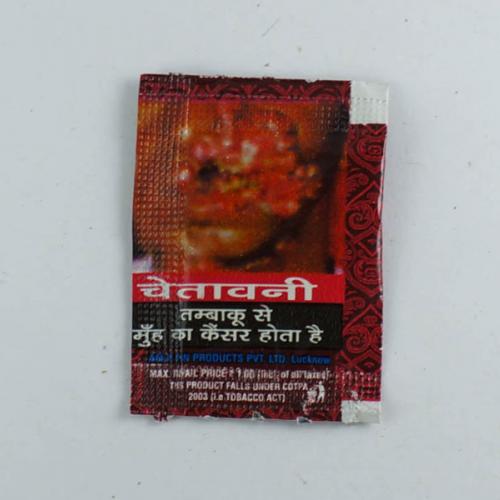 चेतावनी
तम्बाकू से
मुँह का कैंसर होता है
PRODUCTS PVT. LTD. Lucknow
MAX. RETAIL PRICE ₹ 1.00 (Incl. of all taxes)
THIS PRODUCT FALLS UNDER COTPA
2003 (i.e TOBACCO ACT)